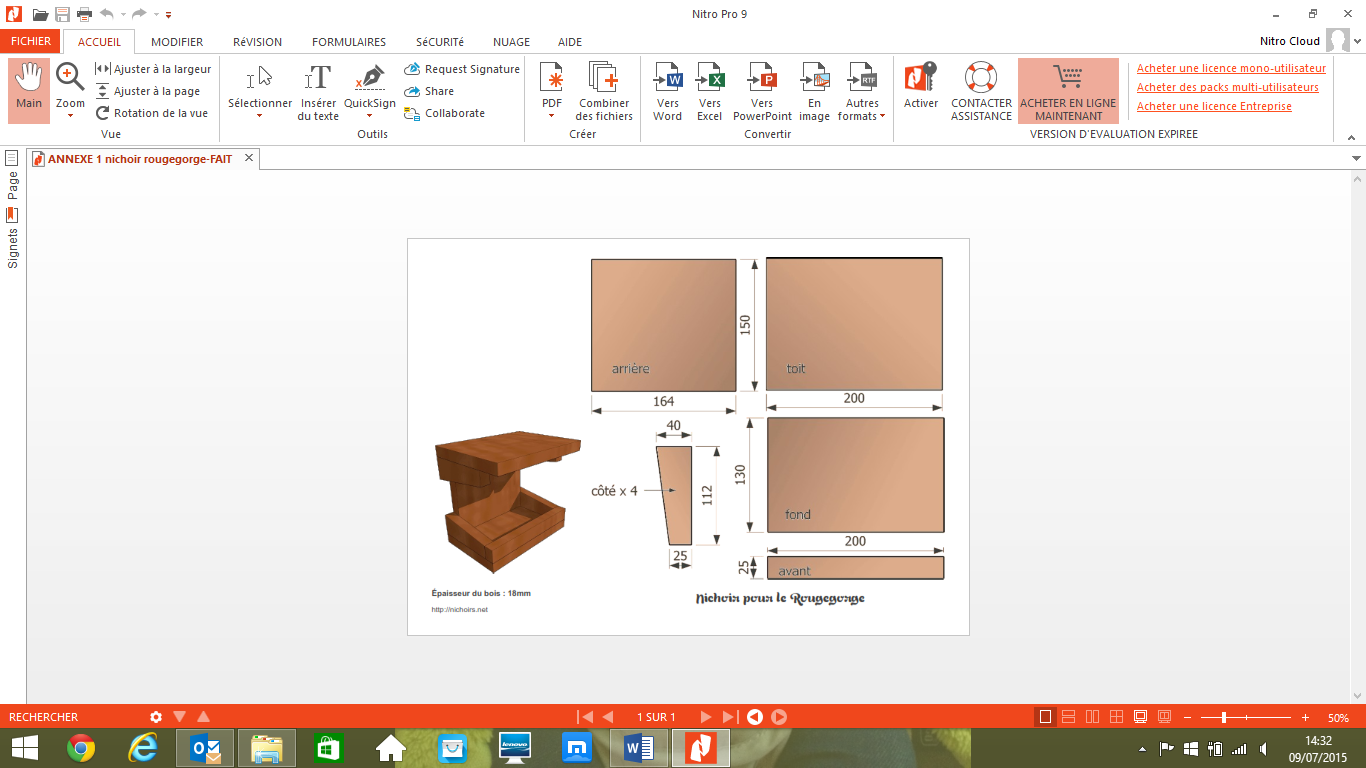 Nitro Pro 9
FICHIER
ACCUEIL
MODIFIER
RéVISION
FORMULAIRES
SéCURITé
NUAGE
AIDE
Nitro Cloud
Main
Zoom
Ajuster à la largeur
Ajuster à la page
Rotation de la vue
Vue
Sélectionner
Insérer
du texte
QuickSign
Request Signature
Share
Collaborate
Outils
PDF
Combiner
des fichiers
Créer
Vers
Word
Vers
Excel
Vers
PowerPoint
En
image
Autres
formats
Convertir
Activer
CONTACTER
ASSISTANCE
ACHETER EN LIGNE
MAINTENANT
Acheter une licence mono-utilisateur
Acheter des packs multi-utilisateurs
Acheter une licence Entreprise
VERSION D'EVALUATION EXPIREE
ANNEXE 1 nichoir rougegorge-FAIT
Page
Signets
arrière
150
toit
164
200
40
côté x 4
112
25
130
fond
200
25
avant
Épaisseur du bois : 18mm
http://nichoirs.net
Nichoir pour le Rougegorge
RECHERCHER
1 SUR 1
50%
lenovo
14:32
09/07/2015